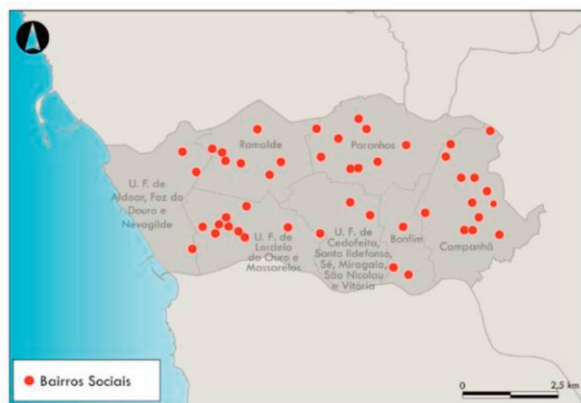 Ramalde
Paranhos
U. F. de
Aldoar, Foz do
Douro e
Nevogilde
U. F. de
Lordelo
do Ouro e
Massarelos
U. F. de
Cedofeita,
Santo Ildefonso,
Sé, Miragaia,
São Nicolau
e Vitória
Bonfim
Campanhã
Bairros Sociais
0
2,5 km